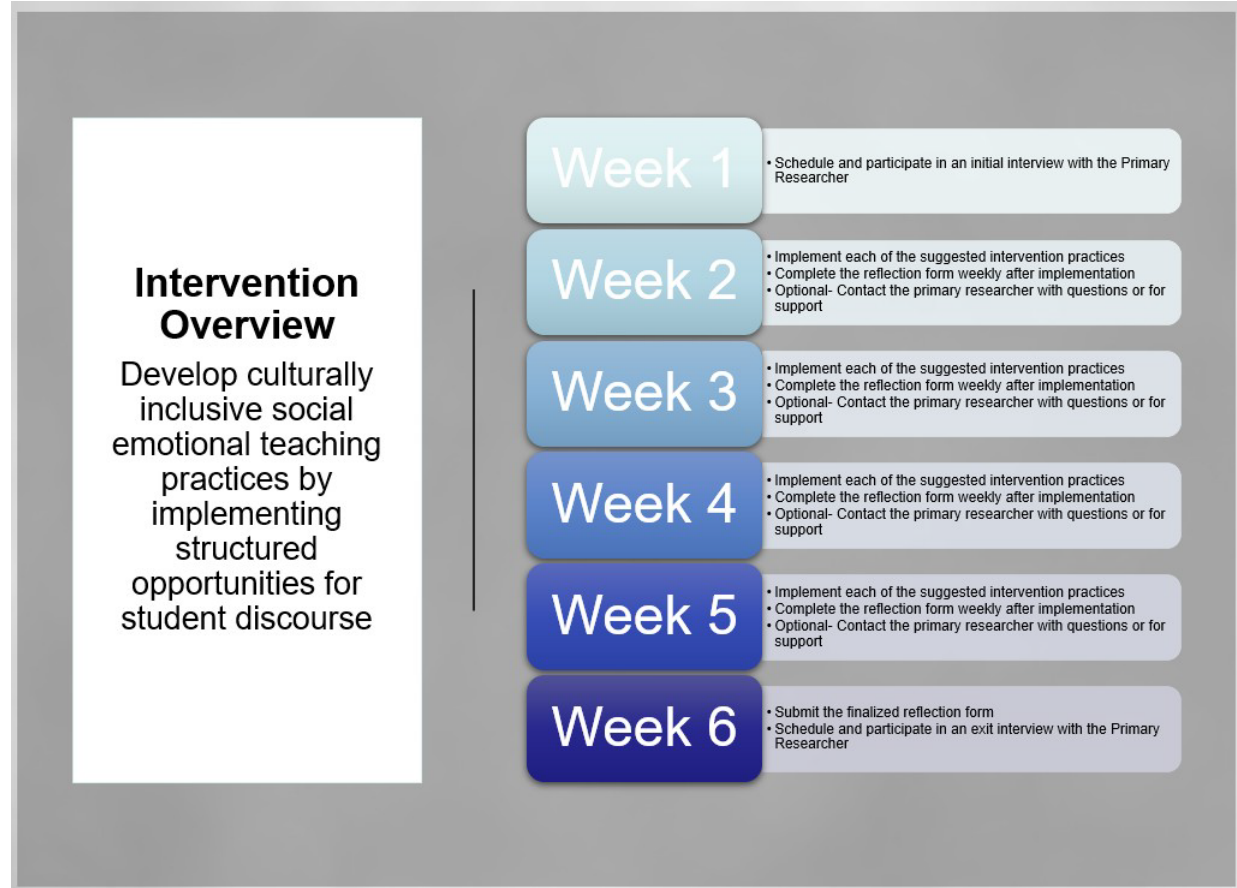 Intervention
Overview
Develop culturally
inclusive social
emotional teaching
practices by
implementing
structured
opportunities for
student discourse
Week 1
• Schedule and participate in an initial interview with the Primary
Researcher
Week 2
• Implement each of the suggested intervention practices
• Complete the reflection form weekly after implementation
• Optional- Contact the primary researcher with questions or for
support
Week 3
• Implement each of the suggested intervention practices
• Complete the reflection form weekly after implementation
• Optional- Contact the primary researcher with questions or for
support
Week 4
• Implement each of the suggested intervention practices
• Complete the reflection form weekly after implementation
• Optional- Contact the primary researcher with questions or for
support
Week 5
• Implement each of the suggested intervention practices
• Complete the reflection form weekly after implementation
• Optional- Contact the primary researcher with questions or for
support
Week 6
• Submit the finalized reflection form
• Schedule and participate in an exit interview with the Primary
Researcher